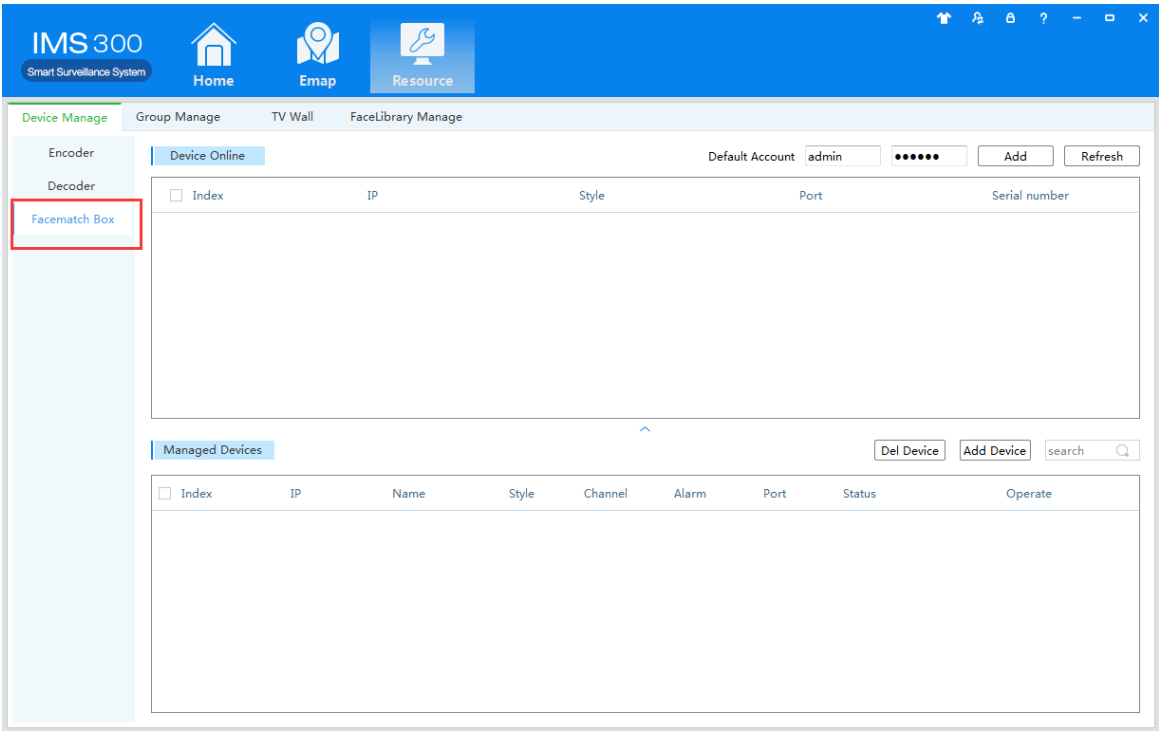 IMS 300
Smart Surveillance System
Home
Emap
Resource
?
Device Manage Group Manage TV Wall FaceLibrary Manage
Encoder
Decoder
Facematch Box
Device Online Default Account admin •••••• Add Refresh
Index IP Style Port Serial number
Managed Devices Del Device Add Device search
Index IP Name Style Channel Alarm Port Status Operate